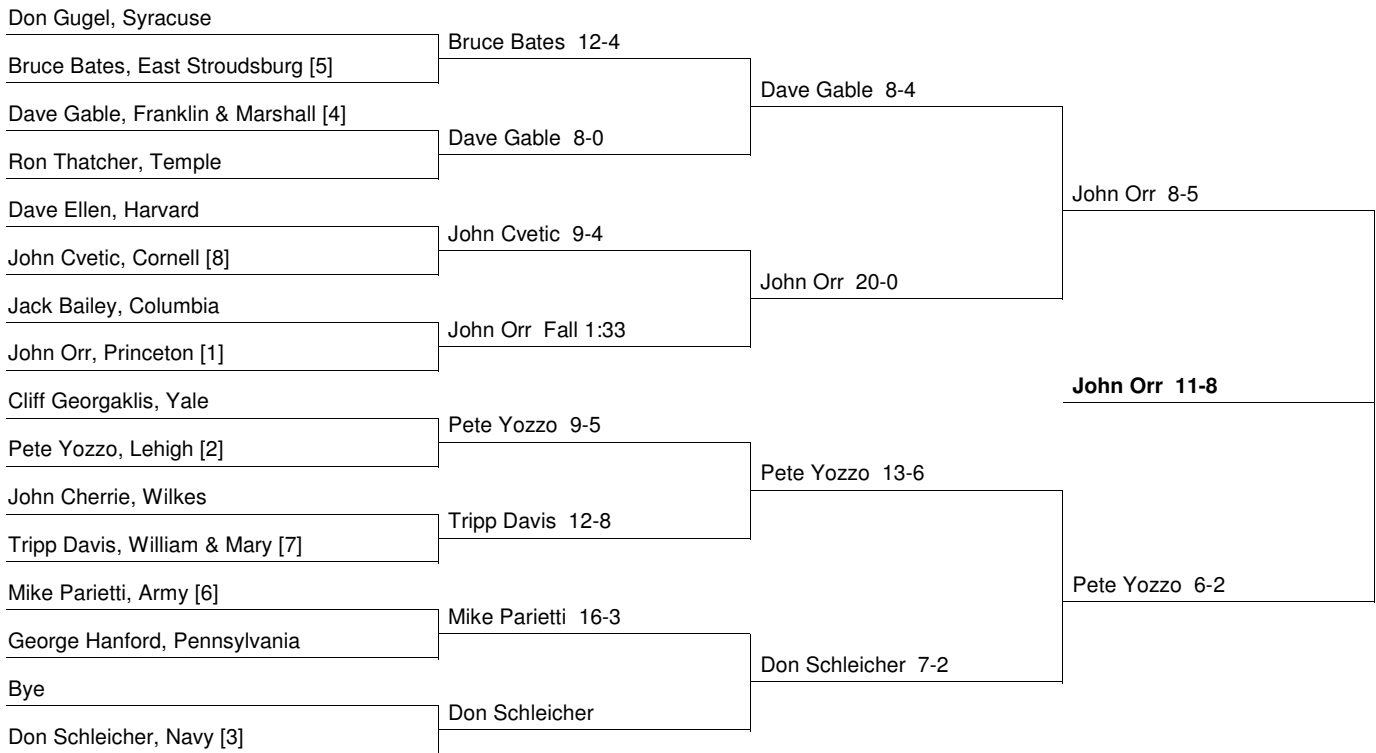 Don Gugel, Syracuse
Bruce Bates, East Stroudsburg [5]
Dave Gable, Franklin & Marshall [4]
Ron Thatcher, Temple
Dave Ellen, Harvard
John Cvetic, Cornell [8]
Jack Bailey, Columbia
John Orr, Princeton [1]
Cliff Georgaklis, Yale
Pete Yozzo, Lehigh [2]
John Cherrie, Wilkes
Tripp Davis, William & Mary [7]
Mike Parietti, Army [6]
George Hanford, Pennsylvania
Bye
Don Schleicher, Navy [3]
Bruce Bates 12-4
Dave Gable 8-0
John Cvetic 9-4
John Orr Fall 1:33
Pete Yozzo 9-5
Tripp Davis 12-8
Mike Parietti 16-3
Don Schleicher
Dave Gable 8-4
John Orr 20-0
Pete Yozzo 13-6
Don Schleicher 7-2
John Orr 8-5
Pete Yozzo 6-2
John Orr 11-8